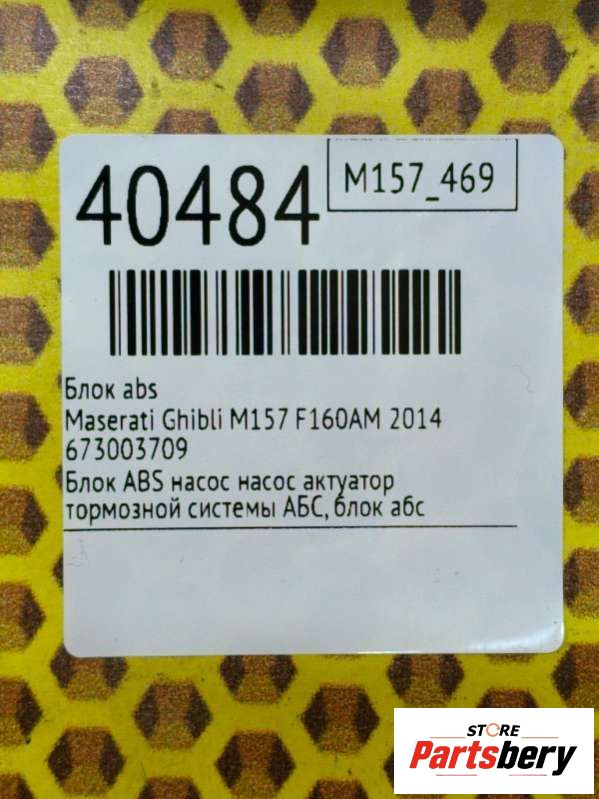 40484
M157_469
Блок abs
Maserati Ghibli M157 F160AM 2014
673003709
Блок ABS насос насос актуатор
тормозной системы АБС, блок абс
STORE
Partsbery